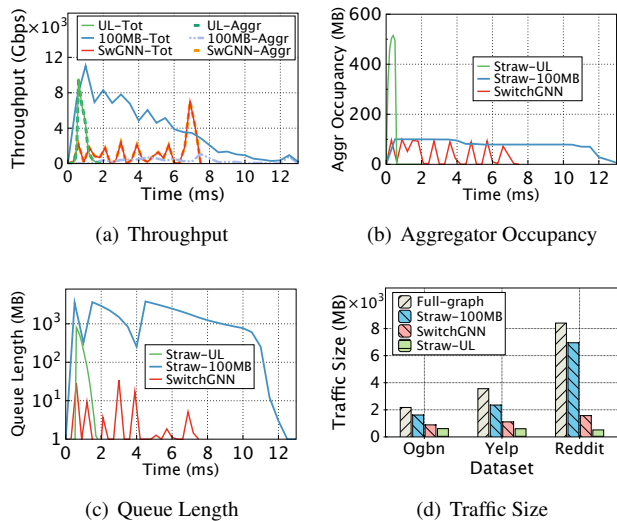 Throughput (Gbps)
×10³
12
8
4
0
UL-Tot
100MB-Tot
SwGNN-Tot
UL-Aggr
100MB-Aggr
SwGNN-Aggr
0 2 4 6 8 10 12
Time (ms)
(a) Throughput
Aggr Occupancy (MB)
600
400
200
0
Straw-UL
Straw-100MB
SwitchGNN
0 2 4 6 8 10 12
Time (ms)
(b) Aggregator Occupancy
Queue Length (MB)
10³
10²
10¹
1
Straw-UL
Straw-100MB
SwitchGNN
0 2 4 6 8 10 12
Time (ms)
(c) Queue Length
Traffic Size (MB)
×10³
8
6
4
2
0
Full-graph
Straw-100MB
SwitchGNN
Straw-UL
Ogbn Yelp Reddit
Dataset
(d) Traffic Size